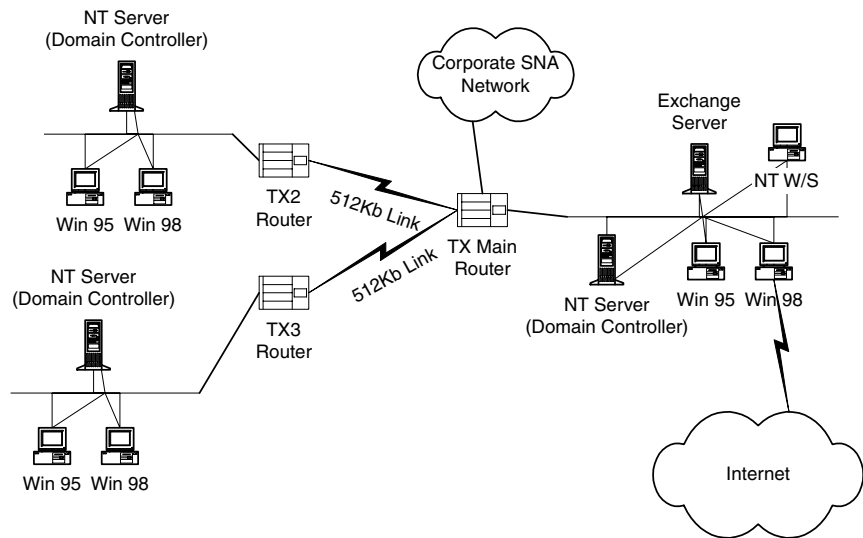 NT Server
(Domain Controller)
Corporate SNA
Network
Exchange
Server
NT W/S
Win 95
Win 98
TX2
Router
512Kb Link
TX Main
Router
512Kb Link
NT Server
(Domain Controller)
TX3
Router
NT Server
(Domain Controller)
Win 95
Win 98
Win 95
Win 98
Internet